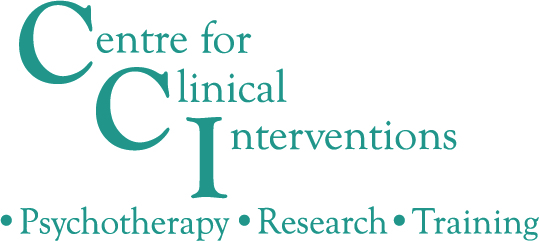 Centre for
Clinical
Interventions
• Psychotherapy • Research • Training